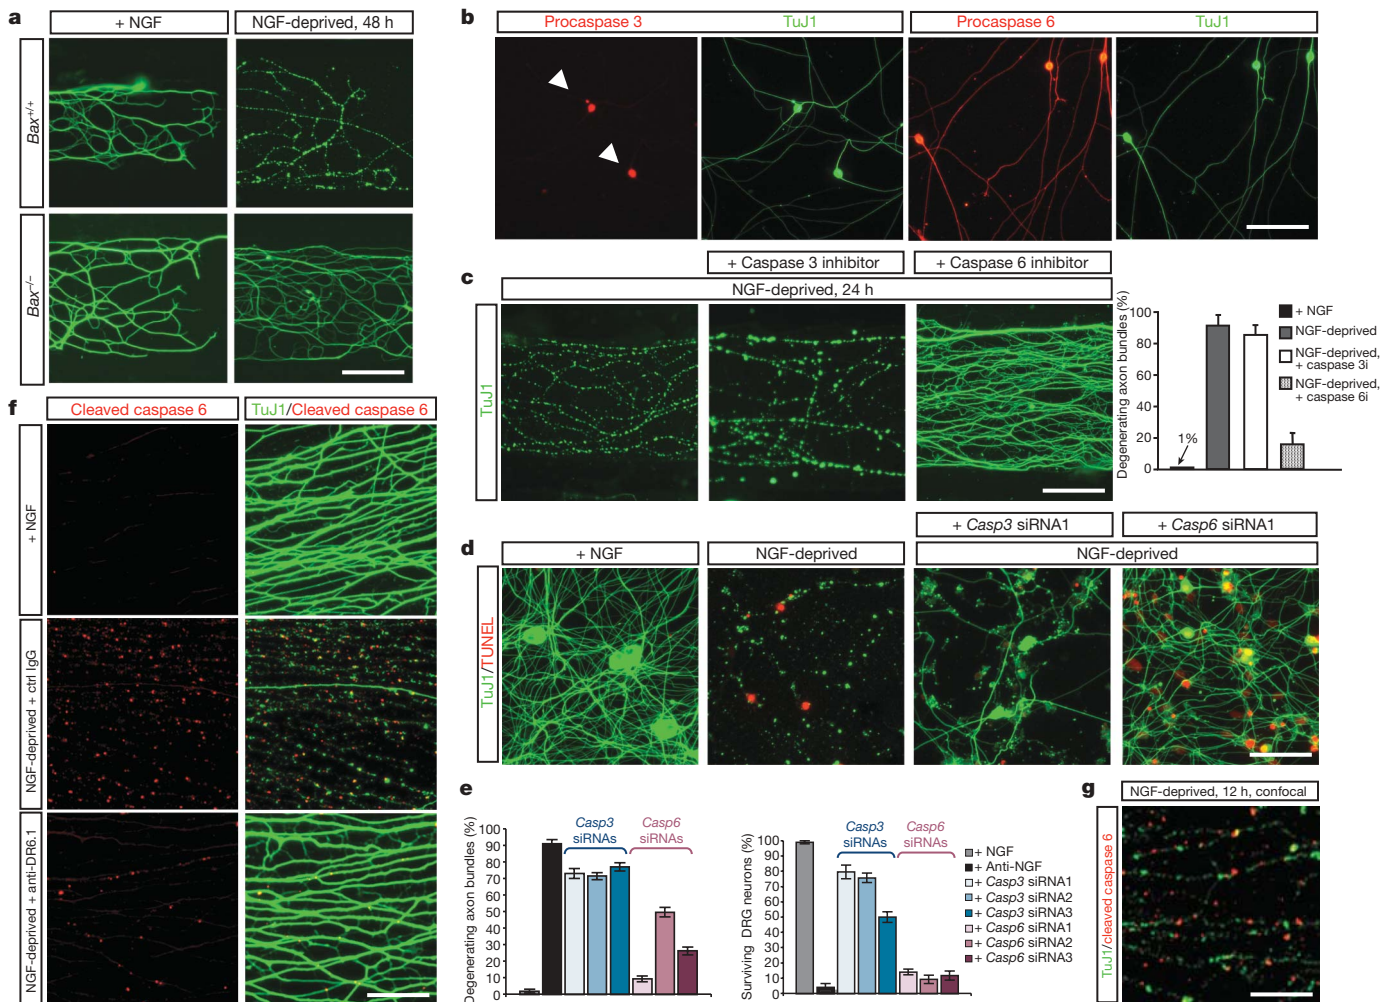 a
+ NGF
NGF-deprived, 48 h
Bax+/+
Bax–/–
b
Procaspase 3
TuJ1
Procaspase 6
TuJ1
c
+ Caspase 3 inhibitor
+ Caspase 6 inhibitor
NGF-deprived, 24 h
TuJ1
Degenerating axon bundles (%)
100
80
60
40
20
0
1%
+ NGF
NGF-deprived
NGF-deprived,
+ caspase 3i
NGF-deprived,
+ caspase 6i
d
+ NGF
NGF-deprived
+ Casp3 siRNA1
+ Casp6 siRNA1
NGF-deprived
TuJ1/TUNEL
e
Degenerating axon bundles (%)
100
90
80
70
60
50
40
30
20
10
0
Casp3
siRNAs
Casp6
siRNAs
Surviving DRG neurons (%)
100
90
80
70
60
50
40
30
20
10
0
Casp3
siRNAs
Casp6
siRNAs
+ NGF
+ Anti-NGF
+ Casp3 siRNA1
+ Casp3 siRNA2
+ Casp3 siRNA3
+ Casp6 siRNA1
+ Casp6 siRNA2
+ Casp6 siRNA3
f
Cleaved caspase 6
TuJ1/Cleaved caspase 6
+ NGF
NGF-deprived + ctrl IgG
NGF-deprived + anti-DR6.1
g
NGF-deprived, 12 h, confocal
TuJ1/cleaved caspase 6